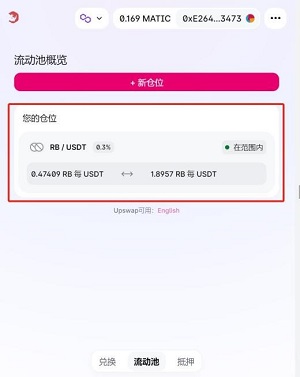 0.169 MATIC 0xE264...3473
流动池概览
+ 新仓位
您的仓位
RB / USDT 0.3% 在范围内
0.47409 RB 每 USDT ⟷ 1.8957 RB 每 USDT
Upswap可用: English
兑换 流动池 抵押